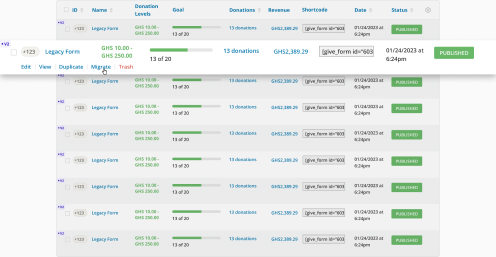 ID Name Donation Levels Goal Donations Revenue Shortcode Date Status
+V2 +123 Legacy Form GHS 10.00 - GHS 250.00 13 of 20 13 donations GHS2,389.29 [give_form id="603 01/24/2023 at 6:24pm PUBLISHED
+V2 +123 Legacy Form GHS 10.00 - GHS 250.00 13 of 20 13 donations GHS2,389.29 [give_form id="603 01/24/2023 at 6:24pm PUBLISHED
Edit View Duplicate Migrate Trash
+V2 +123 Legacy Form GHS 250.00 13 of 20 13 donations GHS2,389.29 [give_form id="603 6:24pm PUBLISHED
+V2 +123 Legacy Form GHS 10.00 - GHS 250.00 13 of 20 13 donations GHS2,389.29 [give_form id="603 01/24/2023 at 6:24pm PUBLISHED
+V2 +123 Legacy Form GHS 10.00 - GHS 250.00 13 of 20 13 donations GHS2,389.29 [give_form id="603 01/24/2023 at 6:24pm PUBLISHED
+V2 +123 Legacy Form GHS 10.00 - GHS 250.00 13 of 20 13 donations GHS2,389.29 [give_form id="603 01/24/2023 at 6:24pm PUBLISHED
+V2 +123 Legacy Form GHS 10.00 - GHS 250.00 13 of 20 13 donations GHS2,389.29 [give_form id="603 01/24/2023 at 6:24pm PUBLISHED
+V2 +123 Legacy Form GHS 10.00 - GHS 250.00 13 of 20 13 donations GHS2,389.29 [give_form id="603 01/24/2023 at 6:24pm PUBLISHED
+V2 +123 Legacy Form GHS 10.00 - GHS 250.00 13 of 20 13 donations GHS2,389.29 [give_form id="603 01/24/2023 at 6:24pm PUBLISHED